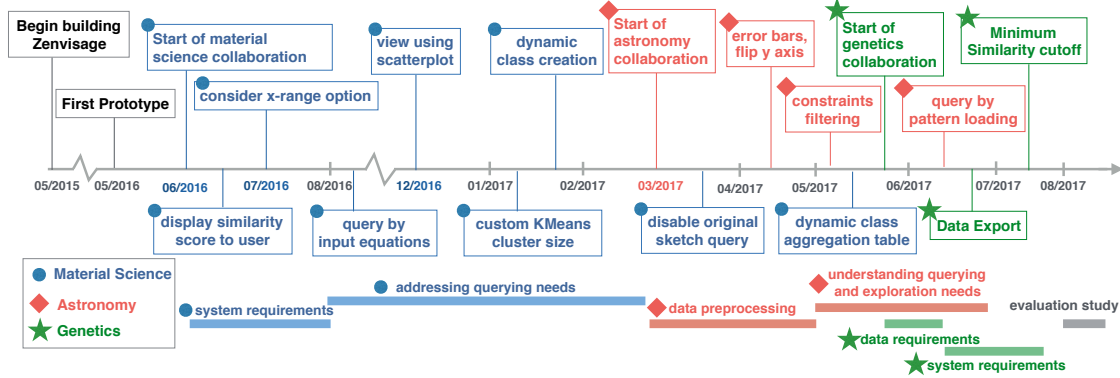 Begin building
Zenvisage
First Prototype
Start of material
science collaboration
consider x-range option
view using
scatterplot
dynamic
class creation
Start of
astronomy
collaboration
error bars,
flip y axis
constraints
filtering
Start of
genetics
collaboration
query by
pattern loading
Minimum
Similarity cutoff
05/2015
05/2016
06/2016
07/2016
08/2016
12/2016
01/2017
02/2017
03/2017
04/2017
05/2017
06/2017
07/2017
08/2017
display similarity
score to user
query by
input equations
custom KMeans
cluster size
disable original
sketch query
dynamic class
aggregation table
Data Export
Material Science
Astronomy
Genetics
system requirements
addressing querying needs
data preprocessing
understanding querying
and exploration needs
data requirements
system requirements
evaluation study